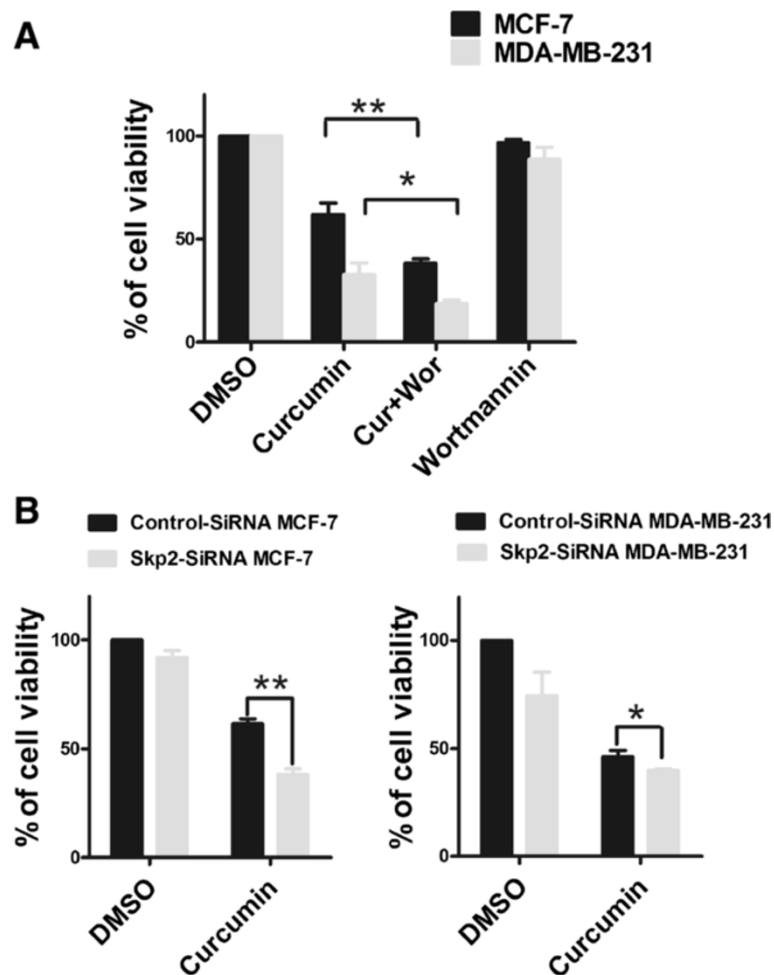 A
MCF-7
MDA-MB-231
% of cell viability
100
50
0
**
*
DMSO
Curcumin
Cur+Wor
Wortmannin
B
Control-SiRNA MCF-7
Skp2-SiRNA MCF-7
% of cell viability
100
50
0
**
DMSO
Curcumin
Control-SiRNA MDA-MB-231
Skp2-SiRNA MDA-MB-231
% of cell viability
100
50
0
*
DMSO
Curcumin